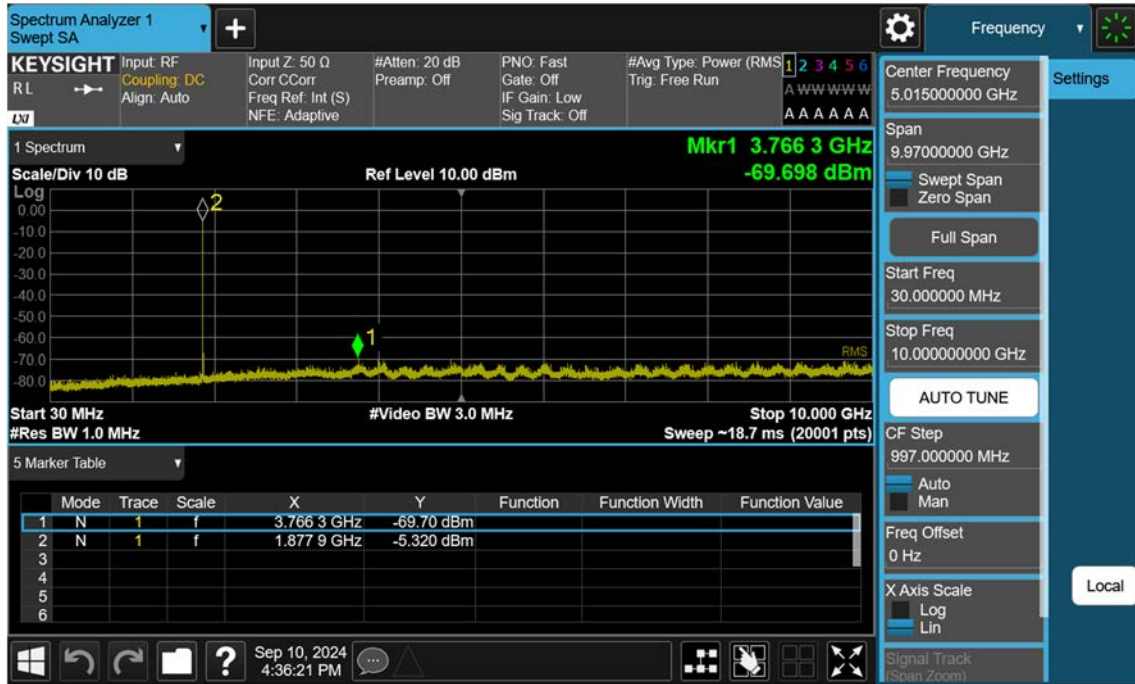 Spectrum Analyzer 1
Swept SA
Frequency
KEYSIGHT
R L
LXI
Input: RF
Coupling: DC
Align: Auto
Input Z: 50 Ω
Corr CCorr
Freq Ref: Int (S)
NFE: Adaptive
#Atten: 20 dB
Preamp: Off
PNO: Fast
Gate: Off
IF Gain: Low
Sig Track: Off
#Avg Type: Power (RMS
Trig: Free Run
1 2 3 4 5 6
A W W W W W
A A A A A A
1 Spectrum
Mkr1 3.766 3 GHz
-69.698 dBm
Scale/Div 10 dB
Ref Level 10.00 dBm
Log
0.00
-10.0
-20.0
-30.0
-40.0
-50.0
-60.0
-70.0
-80.0
2
1
RMS
Start 30 MHz
#Video BW 3.0 MHz
Stop 10.000 GHz
#Res BW 1.0 MHz
Sweep ~18.7 ms (20001 pts)
5 Marker Table
Mode Trace Scale X Y Function Function Width Function Value
1 N 1 f 3.766 3 GHz -69.70 dBm
2 N 1 f 1.877 9 GHz -5.320 dBm
3
4
5
6
?
Sep 10, 2024
4:36:21 PM
Center Frequency
5.015000000 GHz
Span
9.97000000 GHz
Swept Span
Zero Span
Full Span
Start Freq
30.000000 MHz
Stop Freq
10.000000000 GHz
AUTO TUNE
CF Step
997.000000 MHz
Auto
Man
Freq Offset
0 Hz
X Axis Scale
Log
Lin
Signal Track
(Span Zoom)
Settings
Local